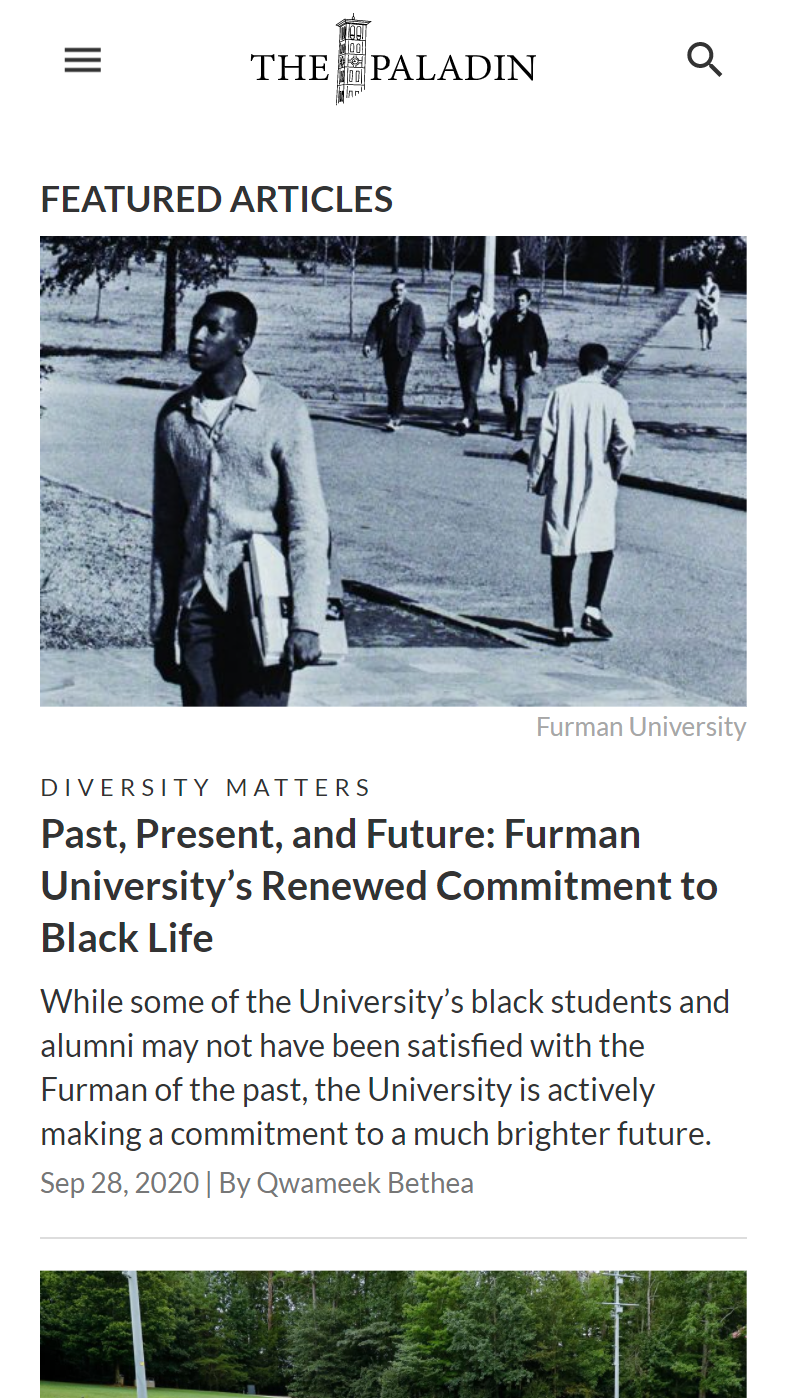 THE PALADIN
FEATURED ARTICLES
Furman University
DIVERSITY MATTERS
Past, Present, and Future: Furman
University’s Renewed Commitment to
Black Life
While some of the University’s black students and
alumni may not have been satisfied with the
Furman of the past, the University is actively
making a commitment to a much brighter future.
Sep 28, 2020 | By Qwameek Bethea